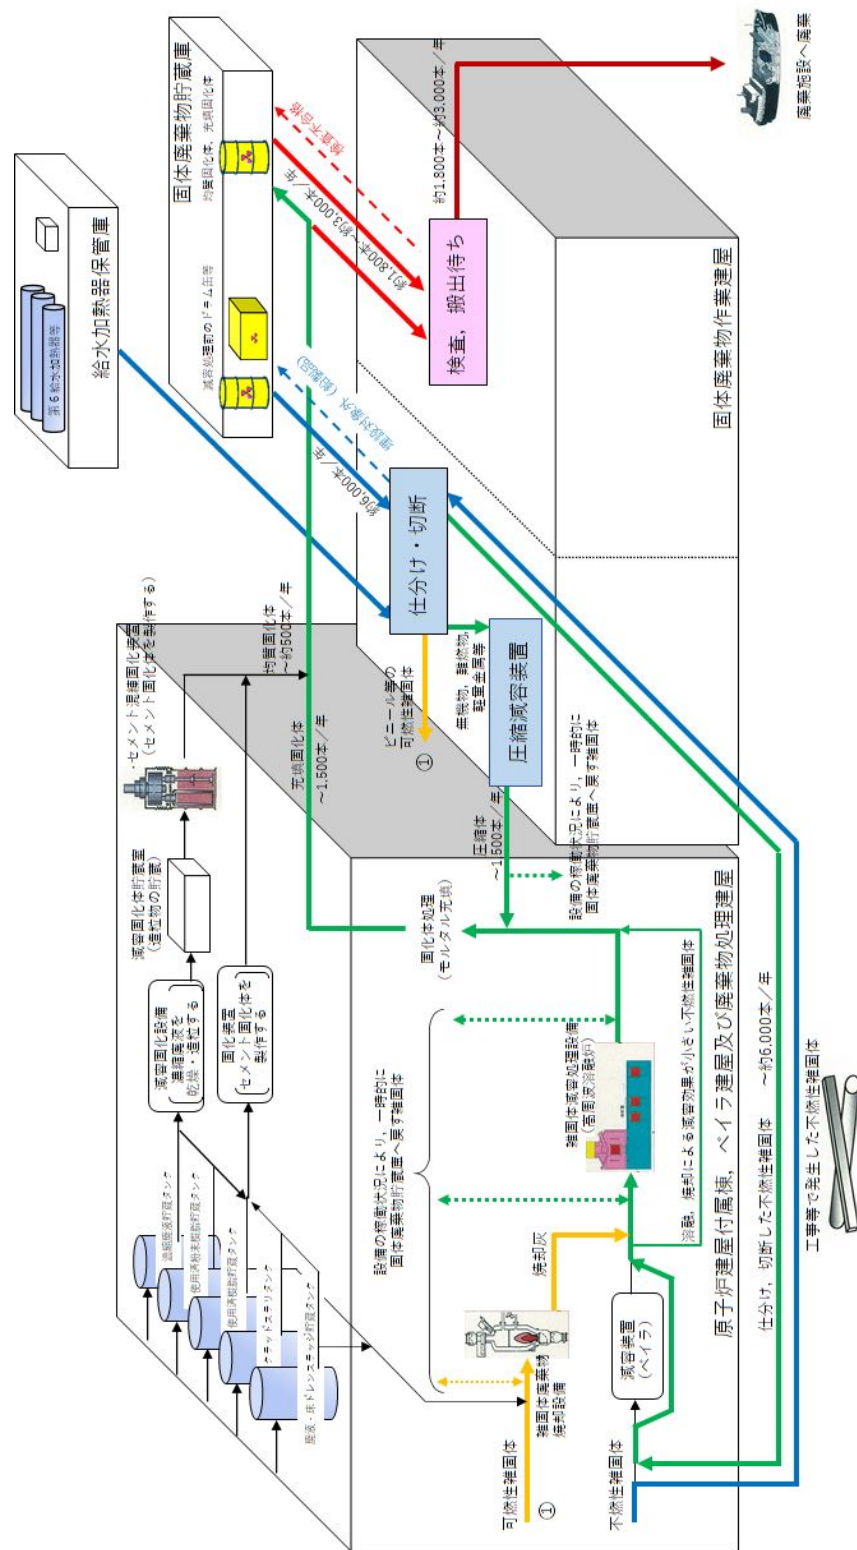 給水加熱器保管庫
第6給水加熱器等
固体廃棄物貯蔵庫
減容処理前のドラム缶等
均質固化体、充填固化体
約6,000本/年
埋設対象外(鉛製品)
約1,800本~約3,000本/年
検査不合格
仕分け・切断
検査,搬出待ち
約1,800本~約3,000本/年
廃棄施設へ廃棄
固体廃棄物作業建屋
ビニール等の
可燃性雑固体
①
無機物,難燃物,
軽量金属等
圧縮減容装置
圧縮体
~1,500本/年
設備の稼働状況により,一時的に
固体廃棄物貯蔵庫へ戻す雑固体
濃縮廃液貯蔵タンク
使用済粉末樹脂貯蔵タンク
使用済樹脂貯蔵タンク
クラッドスラリタンク
廃液・床ドレンスラッジ貯蔵タンク
減容固化設備
濃縮廃液を
乾燥・造粒する
固化装置
セメント固化体を
製作する
減容固化体貯蔵室
(造粒物の貯蔵)
・セメント混練固化装置
(セメント固化体を製作する)
均質固化体
~約500本/年
充填固化体
~1,500本/年
設備の稼働状況により,一時的に
固体廃棄物貯蔵庫へ戻す雑固体
可燃性雑固体
①
雑固体廃棄物
焼却設備
焼却灰
雑固体減容処理設備
(高周波溶融炉)
固化体処理
(モルタル充填)
溶融,焼却による減容効果が小さい不燃性雑固体
不燃性雑固体
減容装置
(ベイラ)
原子炉建屋付属棟,ベイラ建屋及び廃棄物処理建屋
仕分け,切断した不燃性雑固体 ~約6,000本/年
工事等で発生した不燃性雑固体